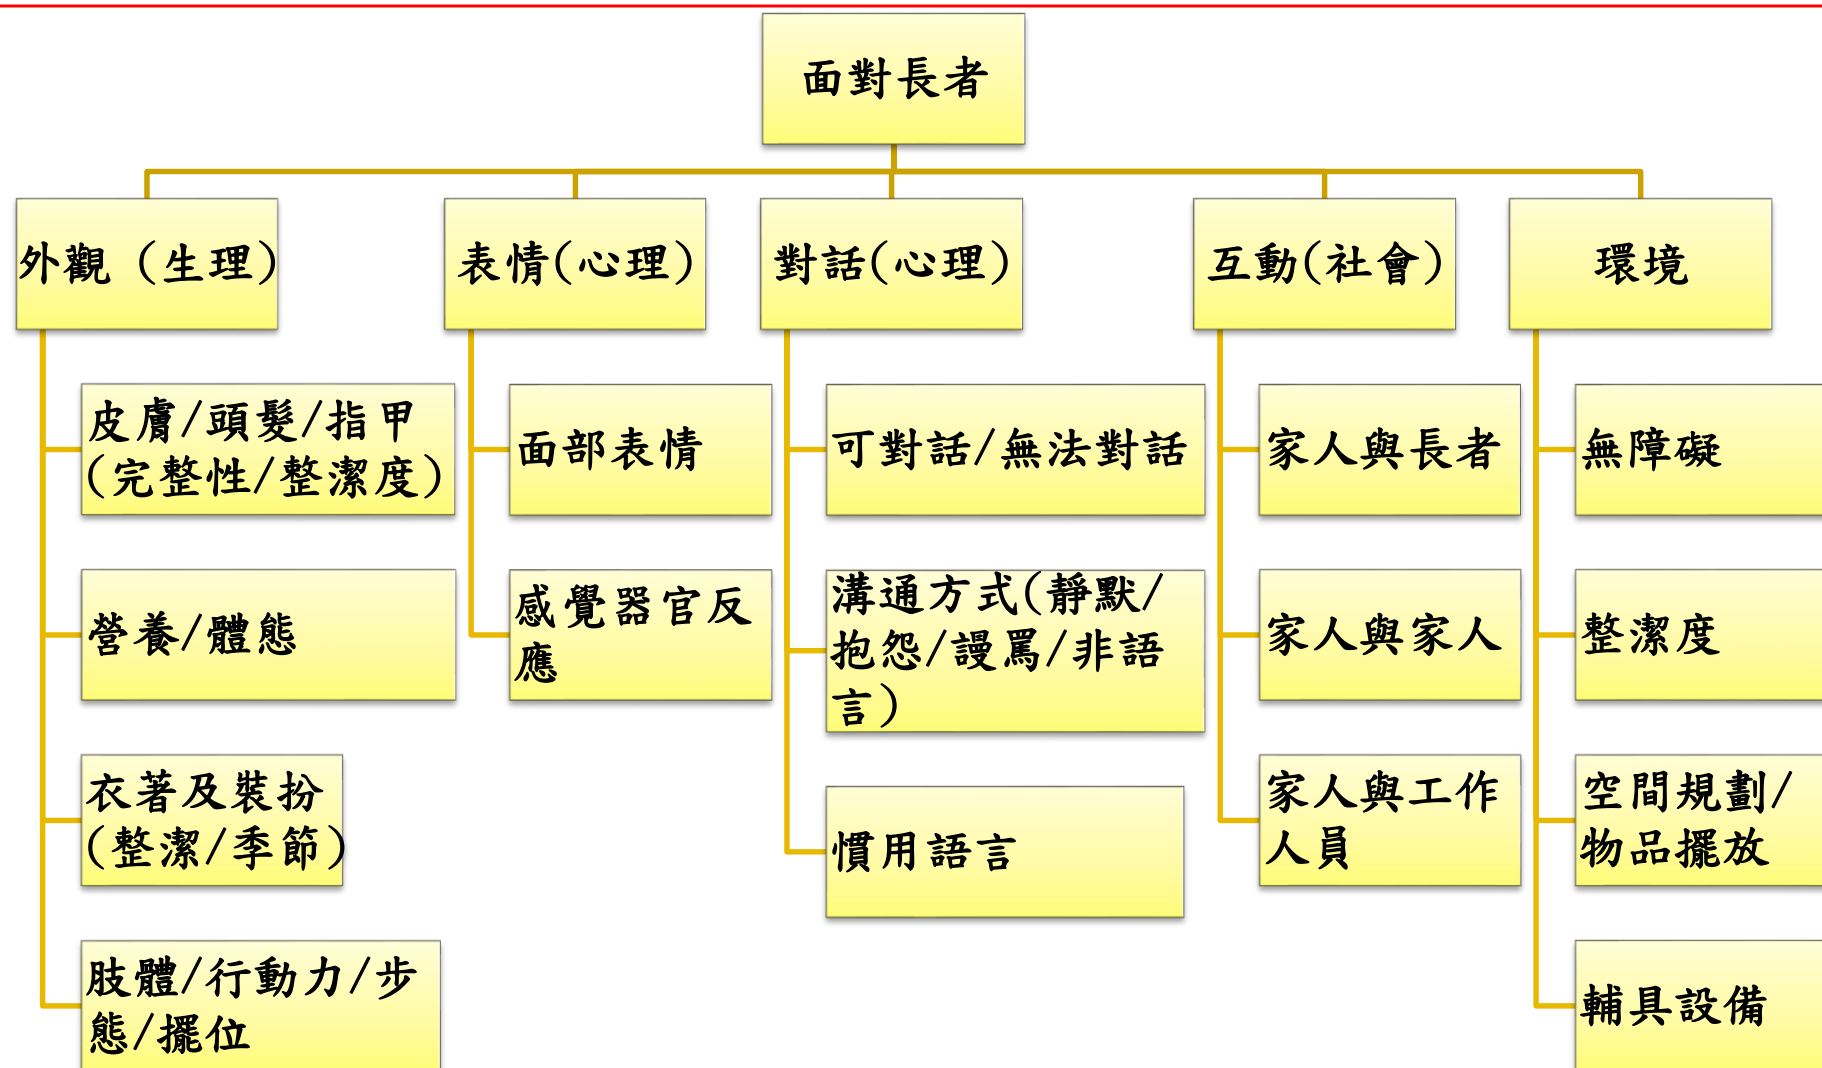 面對長者
外觀（生理）
表情(心理)
對話(心理)
互動(社會)
環境
皮膚/頭髮/指甲
(完整性/整潔度)
營養/體態
衣著及裝扮
(整潔/季節)
肢體/行動力/步
態/擺位
面部表情
感覺器官反
應
可對話/無法對話
溝通方式(靜默/
抱怨/謾罵/非語
言)
慣用語言
家人與長者
家人與家人
家人與工作
人員
無障礙
整潔度
空間規劃/
物品擺放
輔具設備